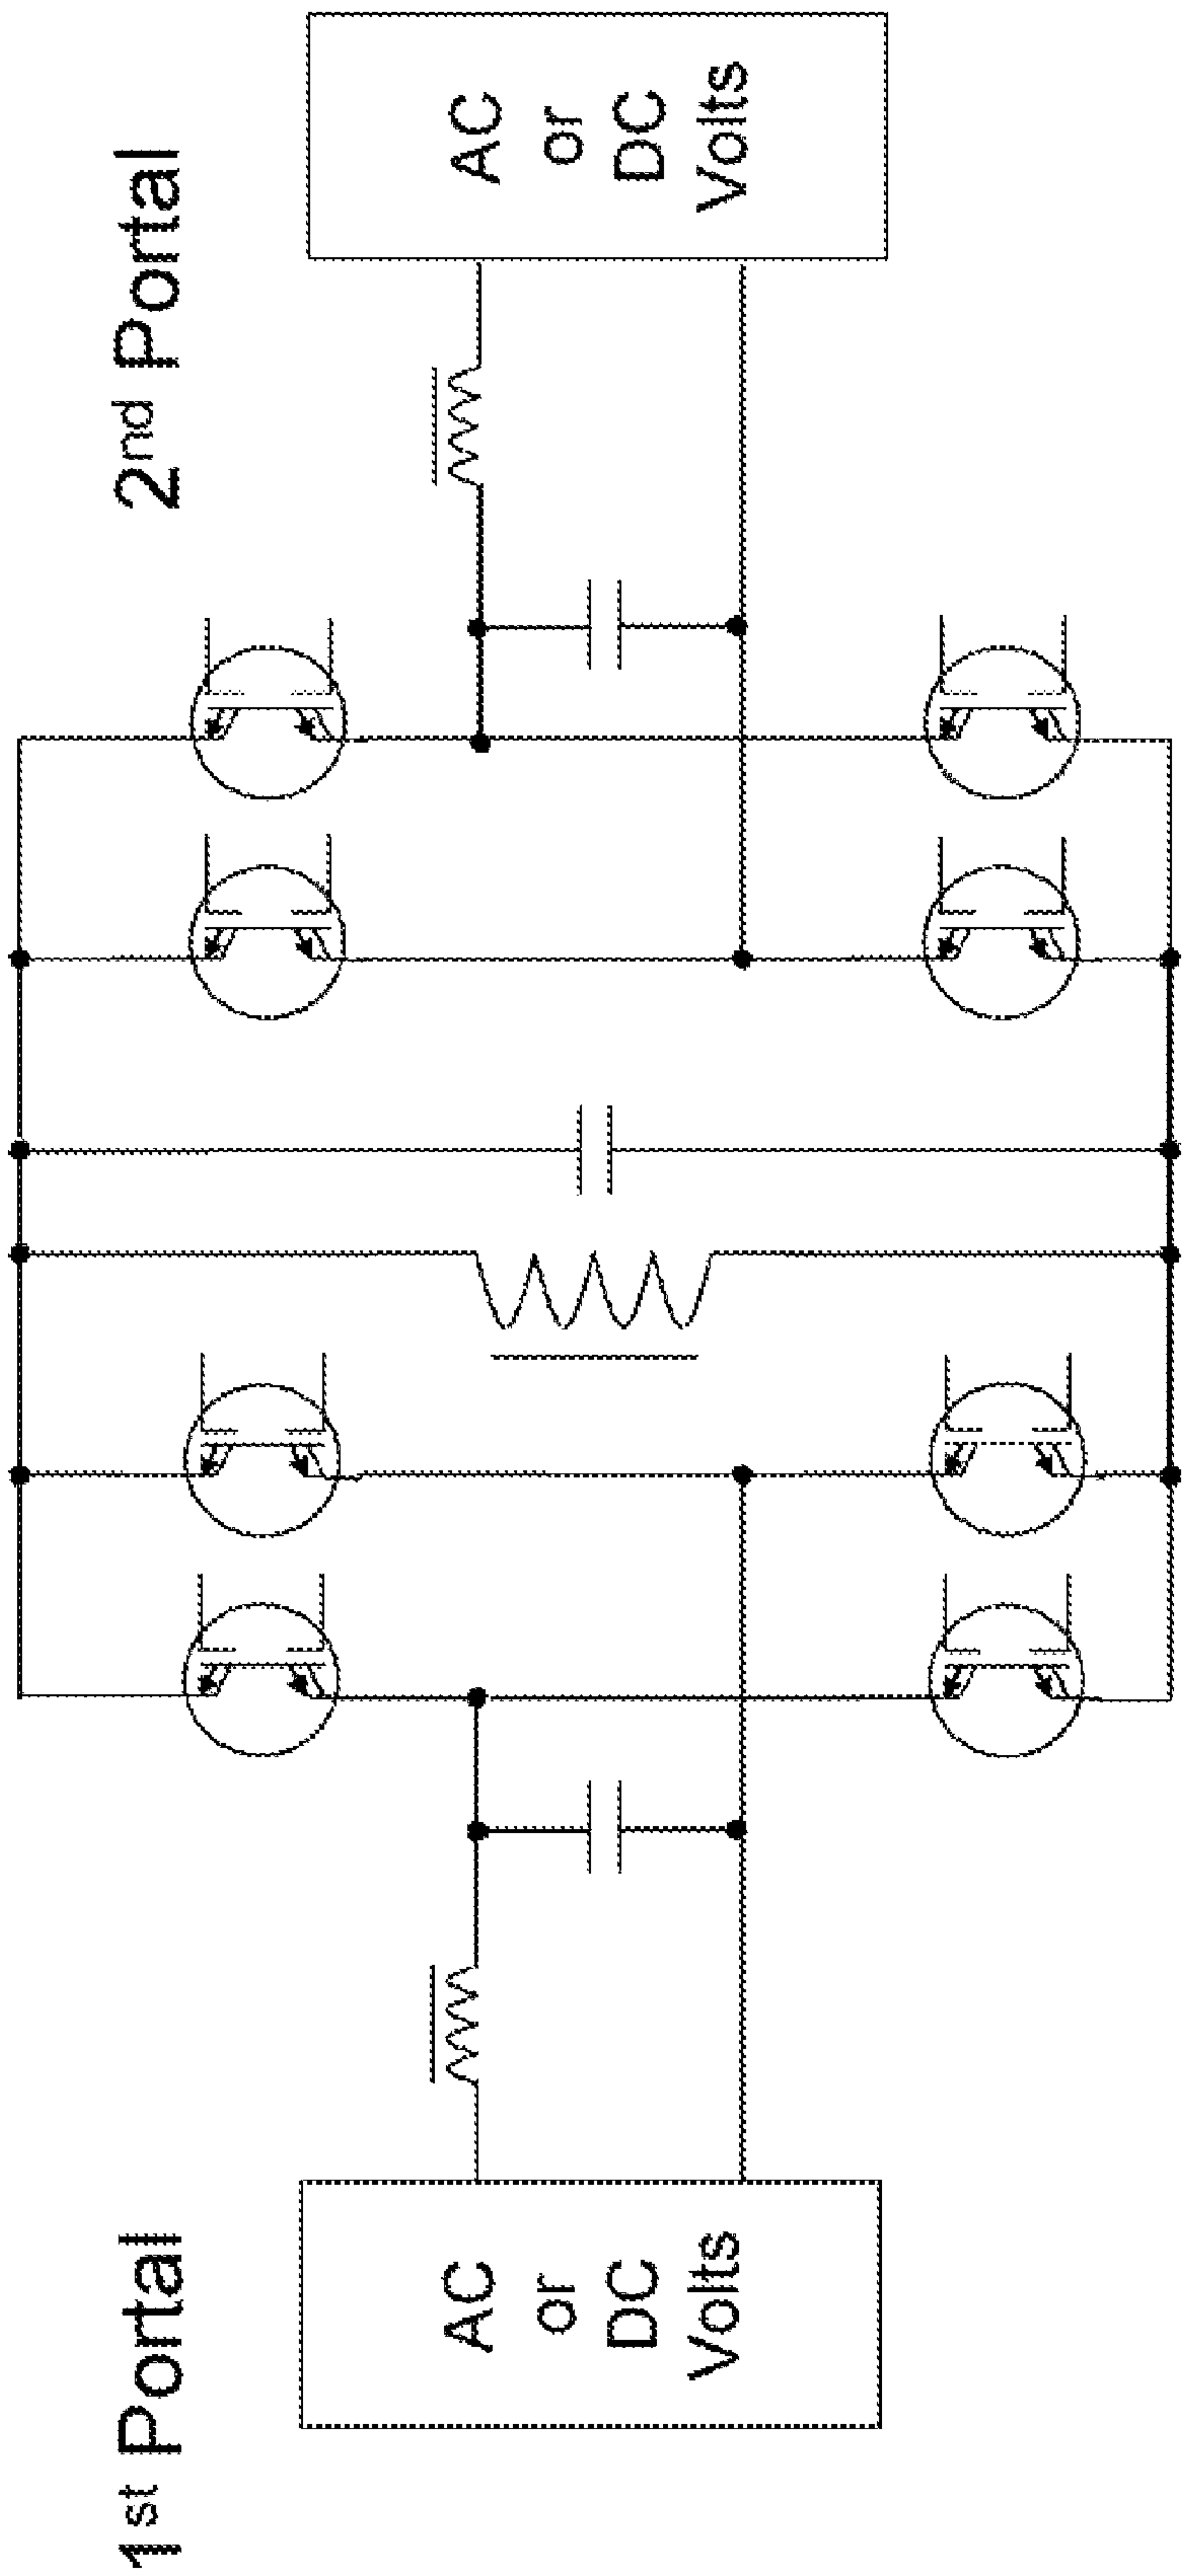 1st Portal
AC
or
DC
Volts
2nd Portal
AC
or
DC
Volts